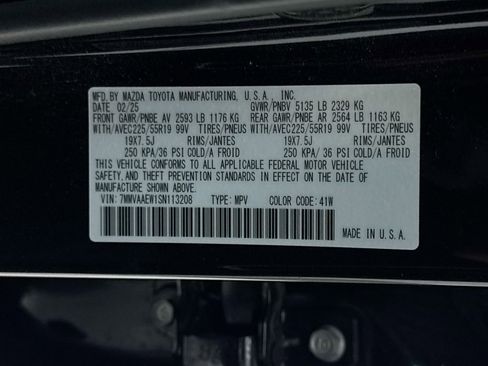 MFD. BY MAZDA TOYOTA MANUFACTURING, U.S.A., INC.
DATE 02/25 GVWR/PNBV 5135 LB 2329 KG
FRONT GAWR/PNBE AV 2593 LB 1176 KG REAR GAWR/PNBE AR 2564 LB 1163 KG
WITH/AVEC225/55R19 99V TIRES/PNEUS WITH/AVEC225/55R19 99V TIRES/PNEUS
19X7.5J RIMS/JANTES 19X7.5J RIMS/JANTES
250 KPA/36 PSI COLD/A FROID 250 KPA/36 PSI COLD/A FROID
THIS VEHICLE CONFORMS TO ALL APPLICABLE FEDERAL MOTOR VEHICLE
SAFETY, AND THEFT PREVENTION STANDARDS IN EFFECT ON THE DATE OF
MANUFACTURE SHOWN ABOVE.
VIN: 7MMVAAEW1SN113208 TYPE: MPV COLOR CODE: 41W
MADE IN U.S.A.